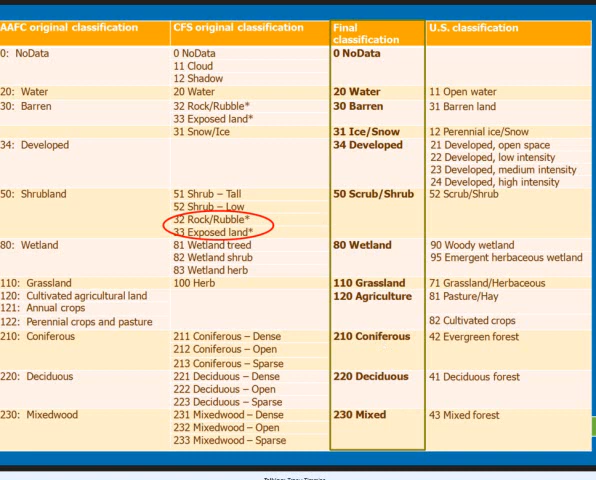 AAFC original classification CFS original classification Final classification U.S. classification
0: NoData 0 NoData 0 NoData
11 Cloud
12 Shadow
20: Water 20 Water 20 Water 11 Open water
30: Barren 32 Rock/Rubble* 30 Barren 31 Barren land
33 Exposed land*
31 Snow/Ice 31 Ice/Snow 12 Perennial ice/Snow
34: Developed 34 Developed 21 Developed, open space
22 Developed, low intensity
23 Developed, medium intensity
24 Developed, high intensity
50: Shrubland 51 Shrub – Tall 50 Scrub/Shrub 52 Scrub/Shrub
52 Shrub – Low
32 Rock/Rubble*
33 Exposed land*
80: Wetland 81 Wetland treed 80 Wetland 90 Woody wetland
82 Wetland shrub 95 Emergent herbaceous wetland
83 Wetland herb
110: Grassland 100 Herb 110 Grassland 71 Grassland/Herbaceous
120: Cultivated agricultural land 120 Agriculture 81 Pasture/Hay
121: Annual crops
122: Perennial crops and pasture 82 Cultivated crops
210: Coniferous 211 Coniferous – Dense 210 Coniferous 42 Evergreen forest
212 Coniferous – Open
213 Coniferous – Sparse
220: Deciduous 221 Deciduous – Dense 220 Deciduous 41 Deciduous forest
222 Deciduous – Open
223 Deciduous – Sparse
230: Mixedwood 231 Mixedwood – Dense 230 Mixed 43 Mixed forest
232 Mixedwood – Open
233 Mixedwood – Sparse